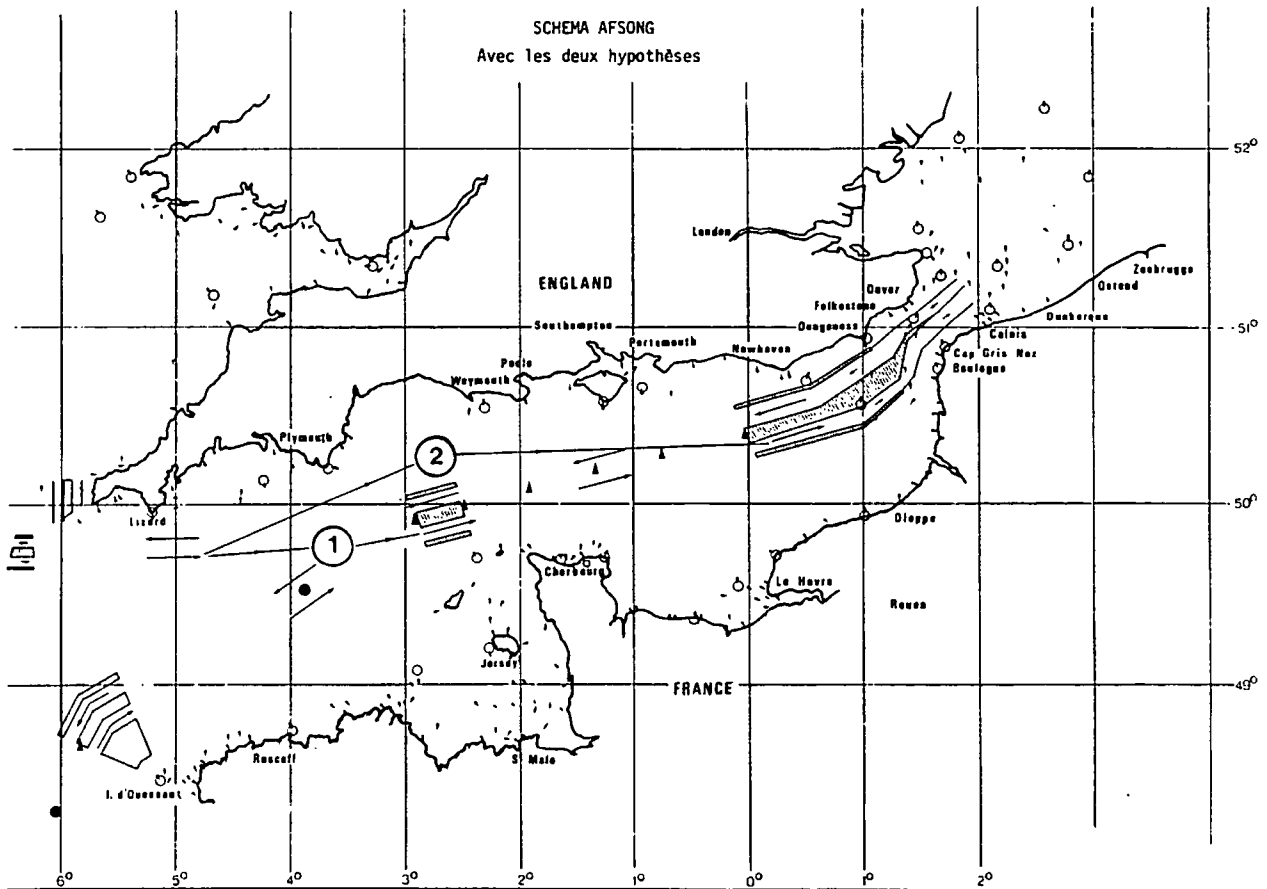 SCHEMA AFSONG
Avec les deux hypothèses
52°
London
ENGLAND
Zeebrugge
Ostend
Dover
Dunkerque
Folkestone
Southampton
Dungeness
51°
Calais
Portsmouth
Newhaven
Cap Gris Nez
Poole
Boulogne
Weymouth
Plymouth
2
50°
Lizard
Dieppe
1
Cherbourg
Le Havre
Rouen
Jersey
FRANCE
49°
Roscoff
St Malo
I. d'Ouessant
6°
5°
4°
3°
2°
1°
0°
1°
2°